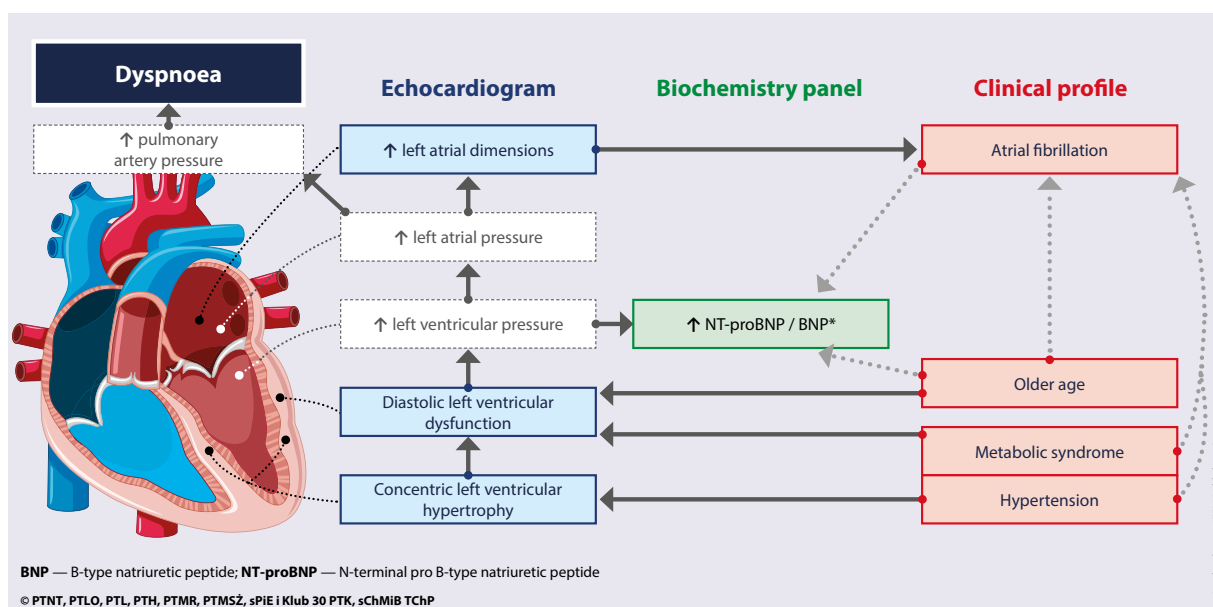 Dyspnoea
Echocardiogram
Biochemistry panel
Clinical profile
↑ pulmonary
artery pressure
↑ left atrial dimensions
Atrial fibrillation
↑ left atrial pressure
↑ left ventricular pressure
↑ NT-proBNP / BNP*
Diastolic left ventricular
dysfunction
Older age
Metabolic syndrome
Concentric left ventricular
hypertrophy
Hypertension
BNP — B-type natriuretic peptide; NT-proBNP — N-terminal pro B-type natriuretic peptide
© PTNT, PTLO, PTL, PTH, PTMR, PTMSŻ, sPiE i Klub 30 PTK, sChMiB TChP